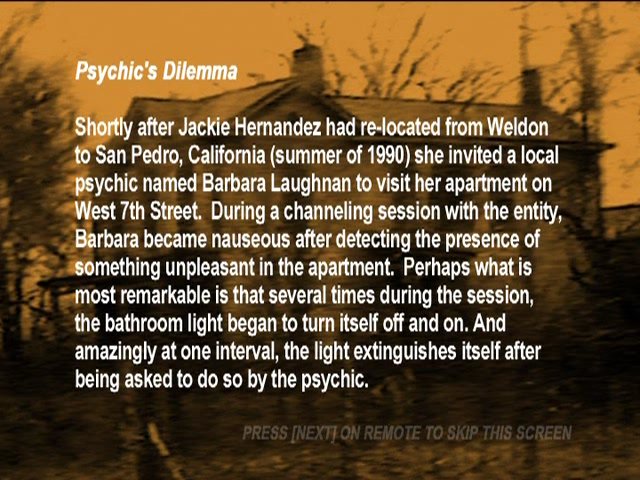 Psychic's Dilemma
Shortly after Jackie Hernandez had re-located from Weldon
to San Pedro, California (summer of 1990) she invited a local
psychic named Barbara Laughnan to visit her apartment on
West 7th Street.  During a channeling session with the entity,
Barbara became nauseous after detecting the presence of
something unpleasant in the apartment.  Perhaps what is
most remarkable is that several times during the session,
the bathroom light began to turn itself off and on. And
amazingly at one interval, the light extinguishes itself after
being asked to do so by the psychic.
PRESS [NEXT] ON REMOTE TO SKIP THIS SCREEN